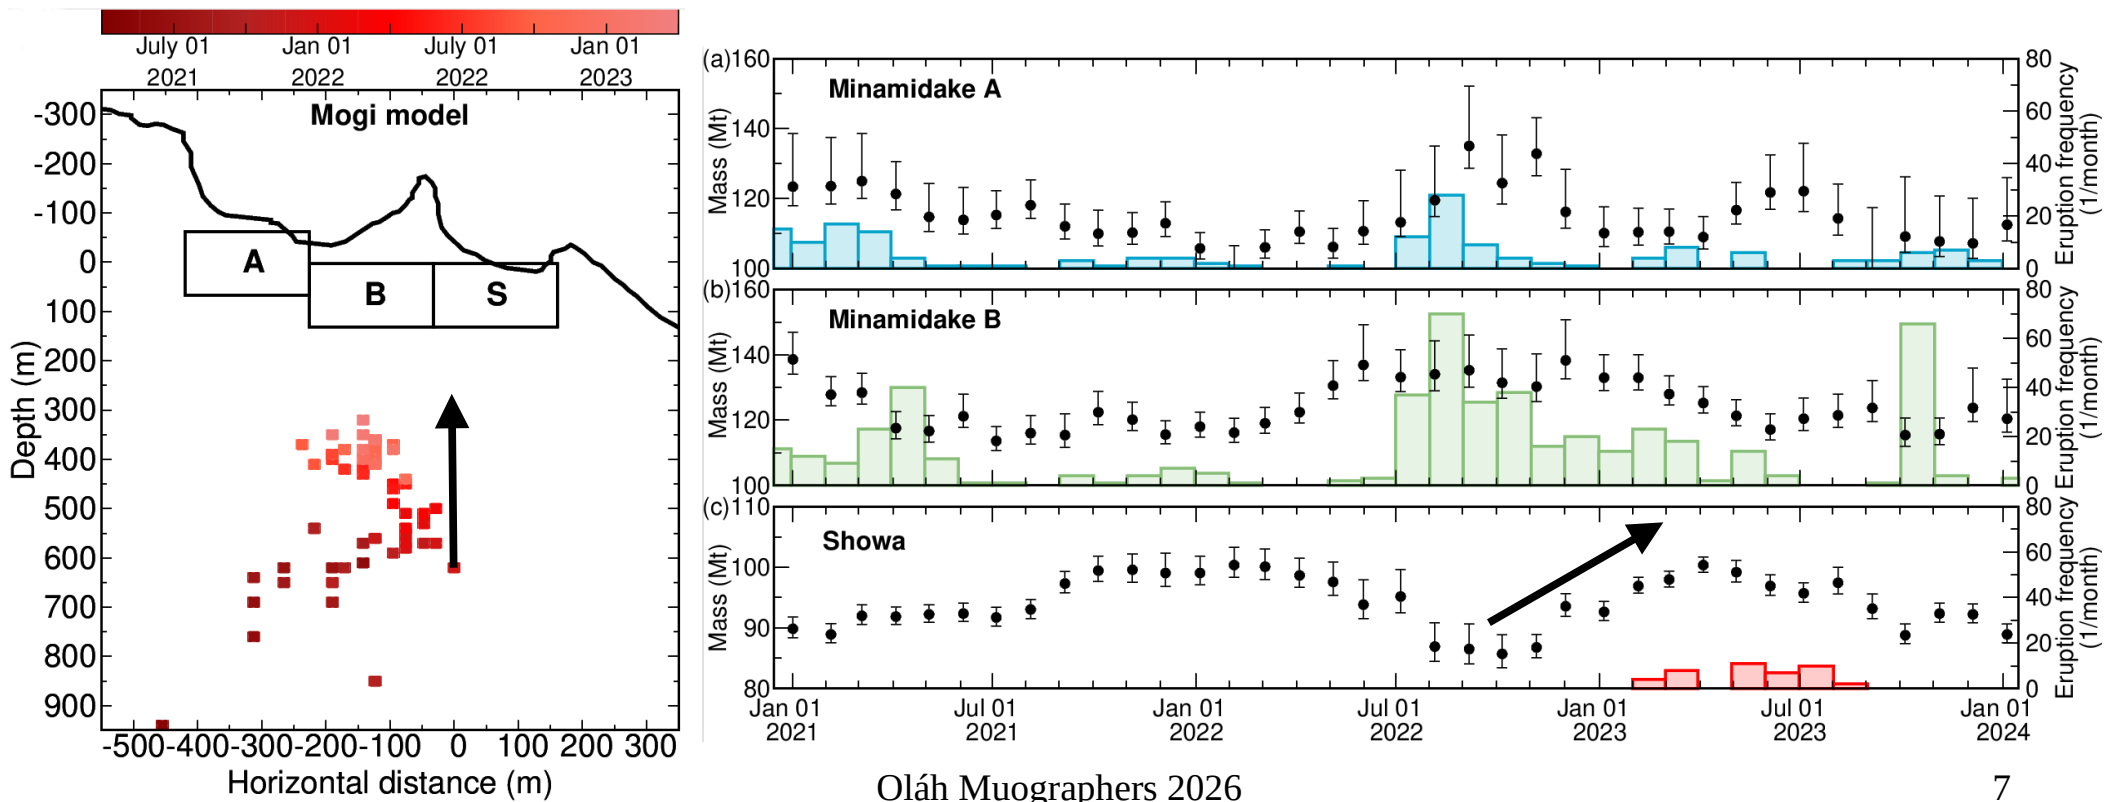 July 01 Jan 01 July 01 Jan 01
2021 2022 2022 2023
Mogi model
-300
-200
-100
0
100
200
300
400
500
600
700
800
900
Depth (m)
A
B
S
-500 -400 -300 -200 -100 0 100 200 300
Horizontal distance (m)
(a)
160
140
120
100
Mass (Mt)
Minamidake A
80
60
40
20
0
Eruption frequency
(1/month)
(b)
160
140
120
100
Mass (Mt)
Minamidake B
80
60
40
20
0
Eruption frequency
(1/month)
(c)
110
100
90
80
Mass (Mt)
Showa
80
60
40
20
0
Eruption frequency
(1/month)
Jan 01 Jul 01 Jan 01 Jul 01 Jan 01 Jul 01 Jan 01
2021 2021 2022 2022 2023 2023 2024
Oláh Muographers 2026
7